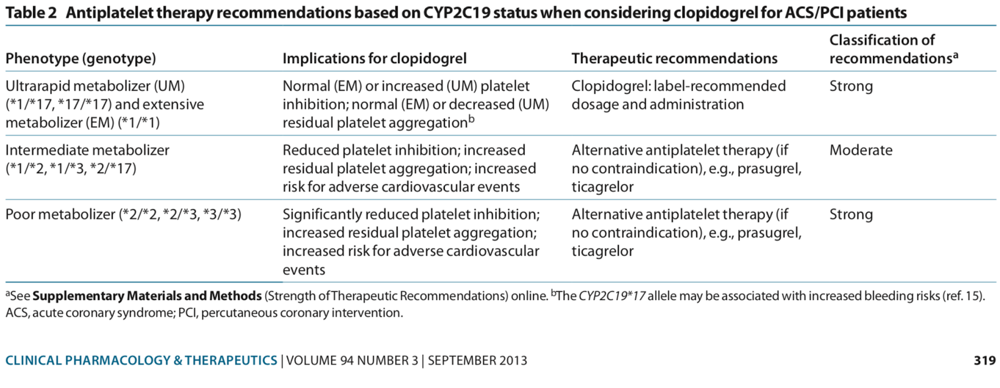 Table 2 Antiplatelet therapy recommendations based on CYP2C19 status when considering clopidogrel for ACS/PCI patients
Phenotype (genotype)
Implications for clopidogrel
Therapeutic recommendations
Classification of
recommendationsᵃ
Ultrarapid metabolizer (UM)
(*1/*17, *17/*17) and extensive
metabolizer (EM) (*1/*1)
Normal (EM) or increased (UM) platelet
inhibition; normal (EM) or decreased (UM)
residual platelet aggregationᵇ
Clopidogrel: label-recommended
dosage and administration
Strong
Intermediate metabolizer
(*1/*2, *1/*3, *2/*17)
Reduced platelet inhibition; increased
residual platelet aggregation; increased
risk for adverse cardiovascular events
Alternative antiplatelet therapy (if
no contraindication), e.g., prasugrel,
ticagrelor
Moderate
Poor metabolizer (*2/*2, *2/*3, *3/*3)
Significantly reduced platelet inhibition;
increased residual platelet aggregation;
increased risk for adverse cardiovascular
events
Alternative antiplatelet therapy (if
no contraindication), e.g., prasugrel,
ticagrelor
Strong
ᵃSee Supplementary Materials and Methods (Strength of Therapeutic Recommendations) online. ᵇThe CYP2C19*17 allele may be associated with increased bleeding risks (ref. 15).
ACS, acute coronary syndrome; PCI, percutaneous coronary intervention.
CLINICAL PHARMACOLOGY & THERAPEUTICS | VOLUME 94 NUMBER 3 | SEPTEMBER 2013
319